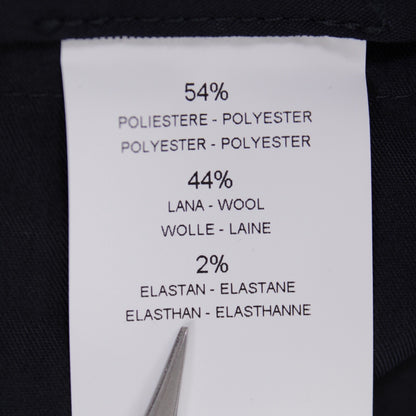 54%
POLIESTERE - POLYESTER
POLYESTER - POLYESTER
44%
LANA - WOOL
WOLLE - LAINE
2%
ELASTAN - ELASTANE
ELASTHAN - ELASTHANNE